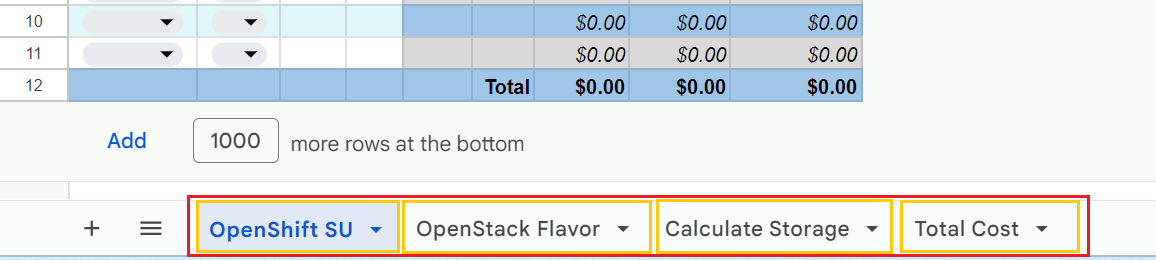 10 $0.00 $0.00 $0.00
11 $0.00 $0.00 $0.00
12 Total $0.00 $0.00 $0.00
Add 1000 more rows at the bottom
+ OpenShift SU OpenStack Flavor Calculate Storage Total Cost